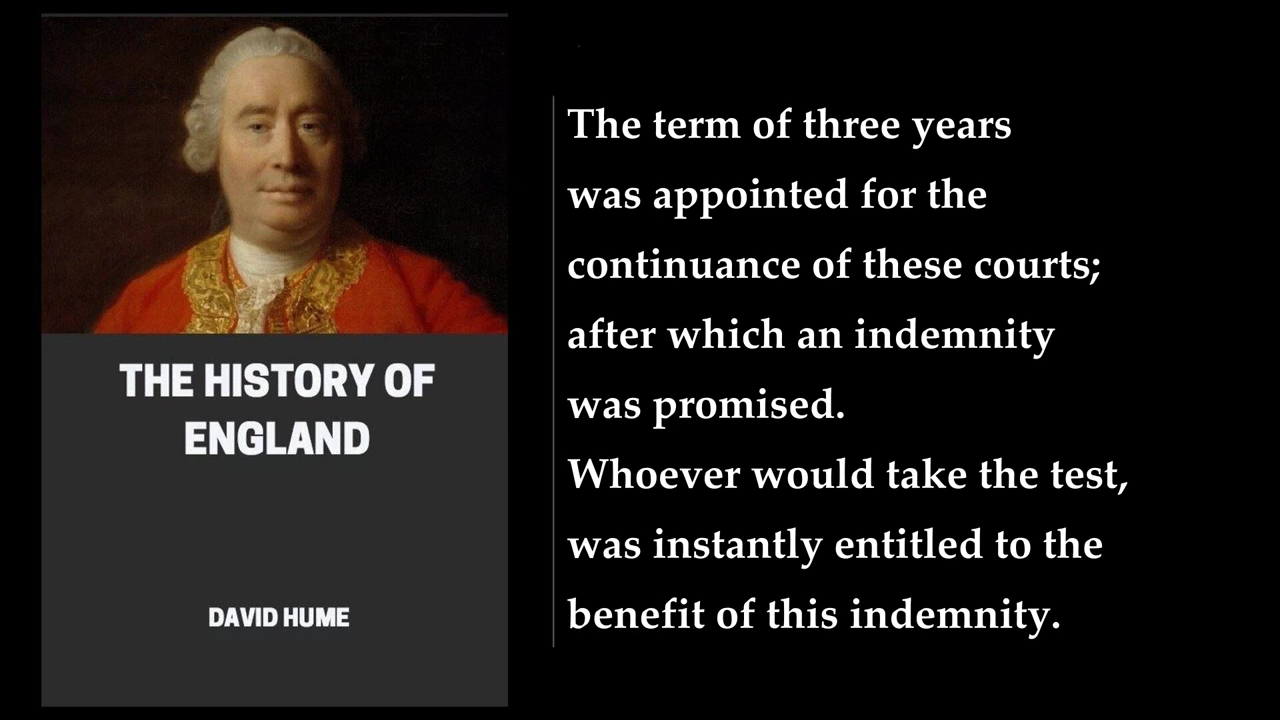 THE HISTORY OF
ENGLAND
DAVID HUME
The term of three years
was appointed for the
continuance of these courts;
after which an indemnity
was promised.
Whoever would take the test,
was instantly entitled to the
benefit of this indemnity.